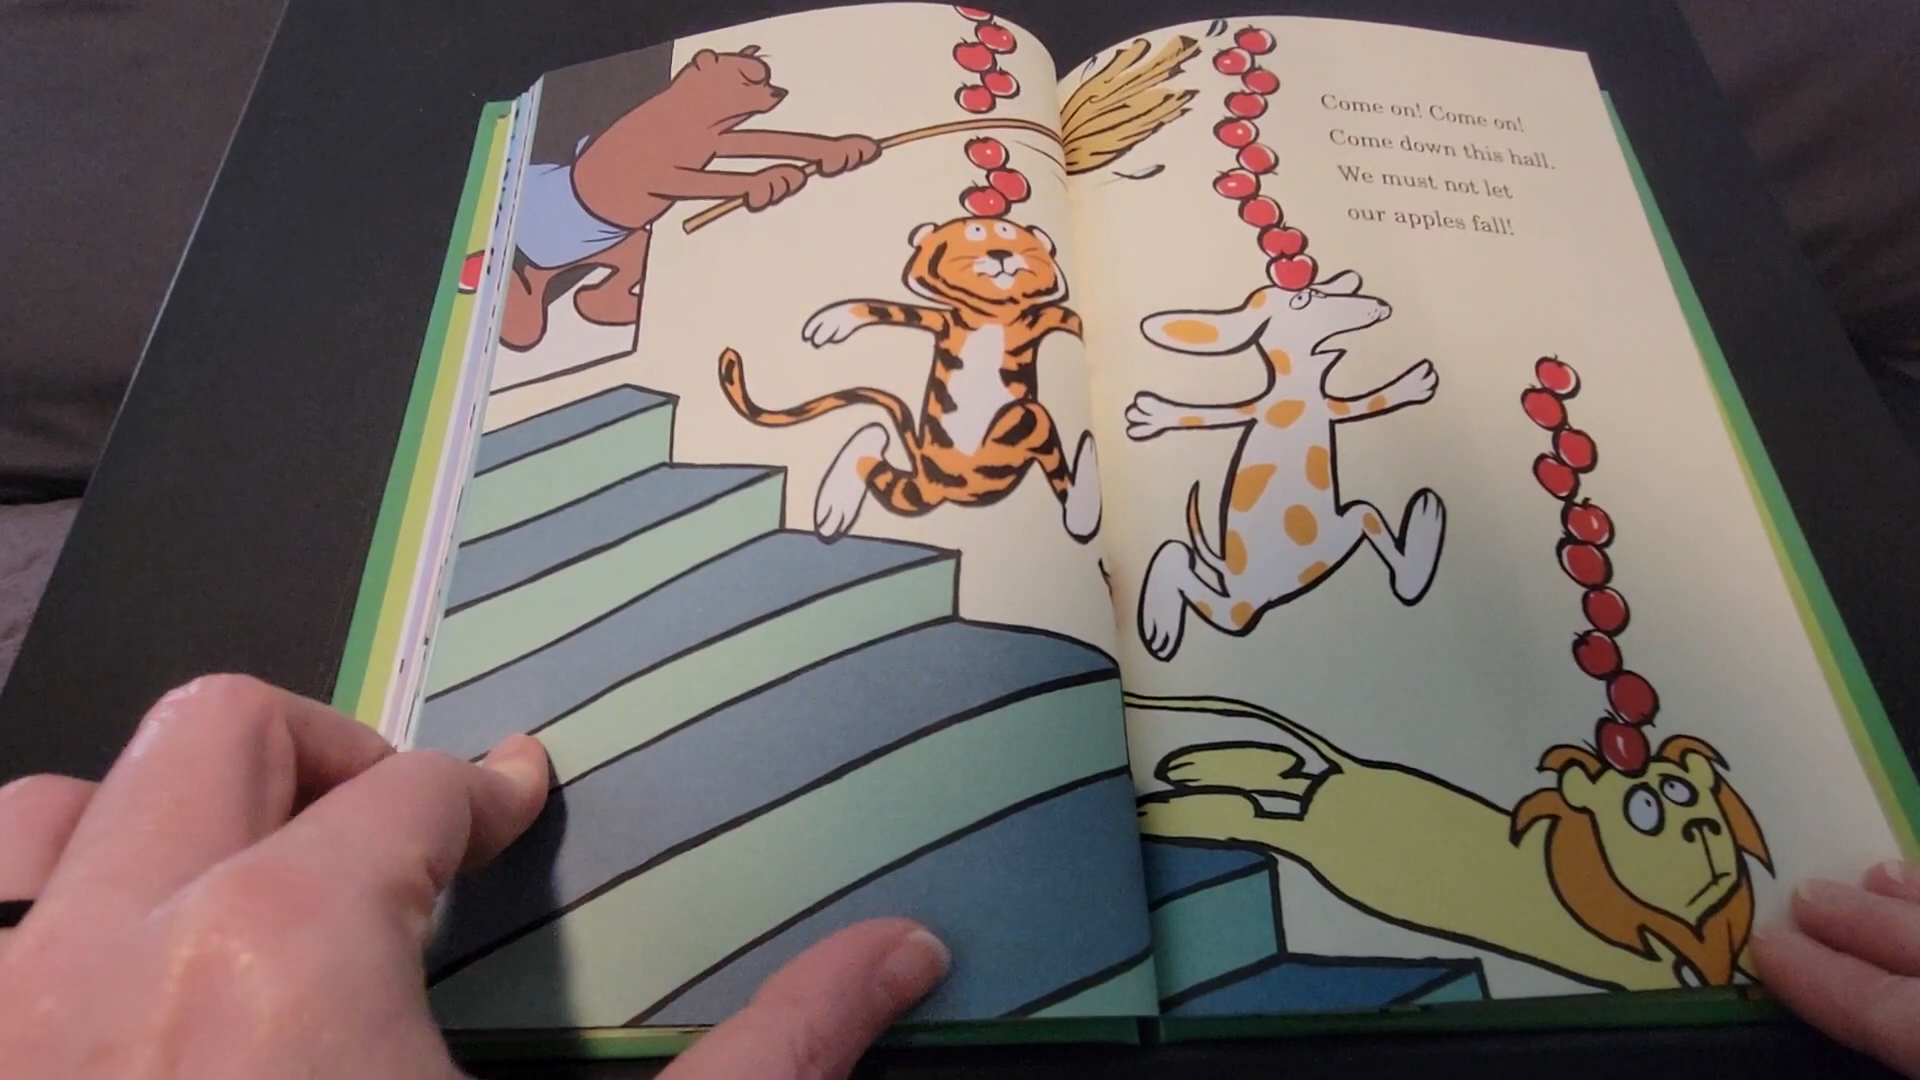 Come on! Come on!
Come down this hall.
We must not let
our apples fall!